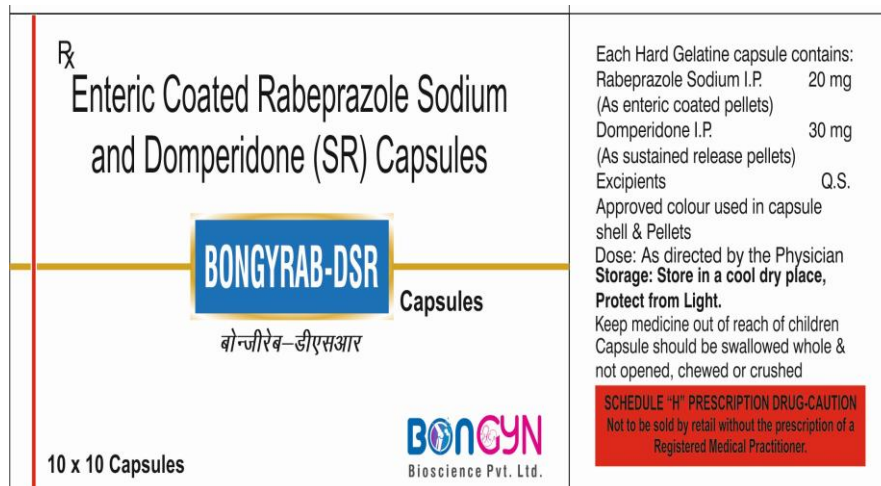 Rx
Enteric Coated Rabeprazole Sodium
and Domperidone (SR) Capsules
BONGYRAB-DSR
Capsules
बोन्जीरेब–डीएसआर
BONGYN
Bioscience Pvt. Ltd.
10 x 10 Capsules
Each Hard Gelatine capsule contains:
Rabeprazole Sodium I.P. 20 mg
(As enteric coated pellets)
Domperidone I.P. 30 mg
(As sustained release pellets)
Excipients Q.S.
Approved colour used in capsule
shell & Pellets
Dose: As directed by the Physician
Storage: Store in a cool dry place,
Protect from Light.
Keep medicine out of reach of children
Capsule should be swallowed whole &
not opened, chewed or crushed
SCHEDULE “H” PRESCRIPTION DRUG-CAUTION
Not to be sold by retail without the prescription of a
Registered Medical Practitioner.